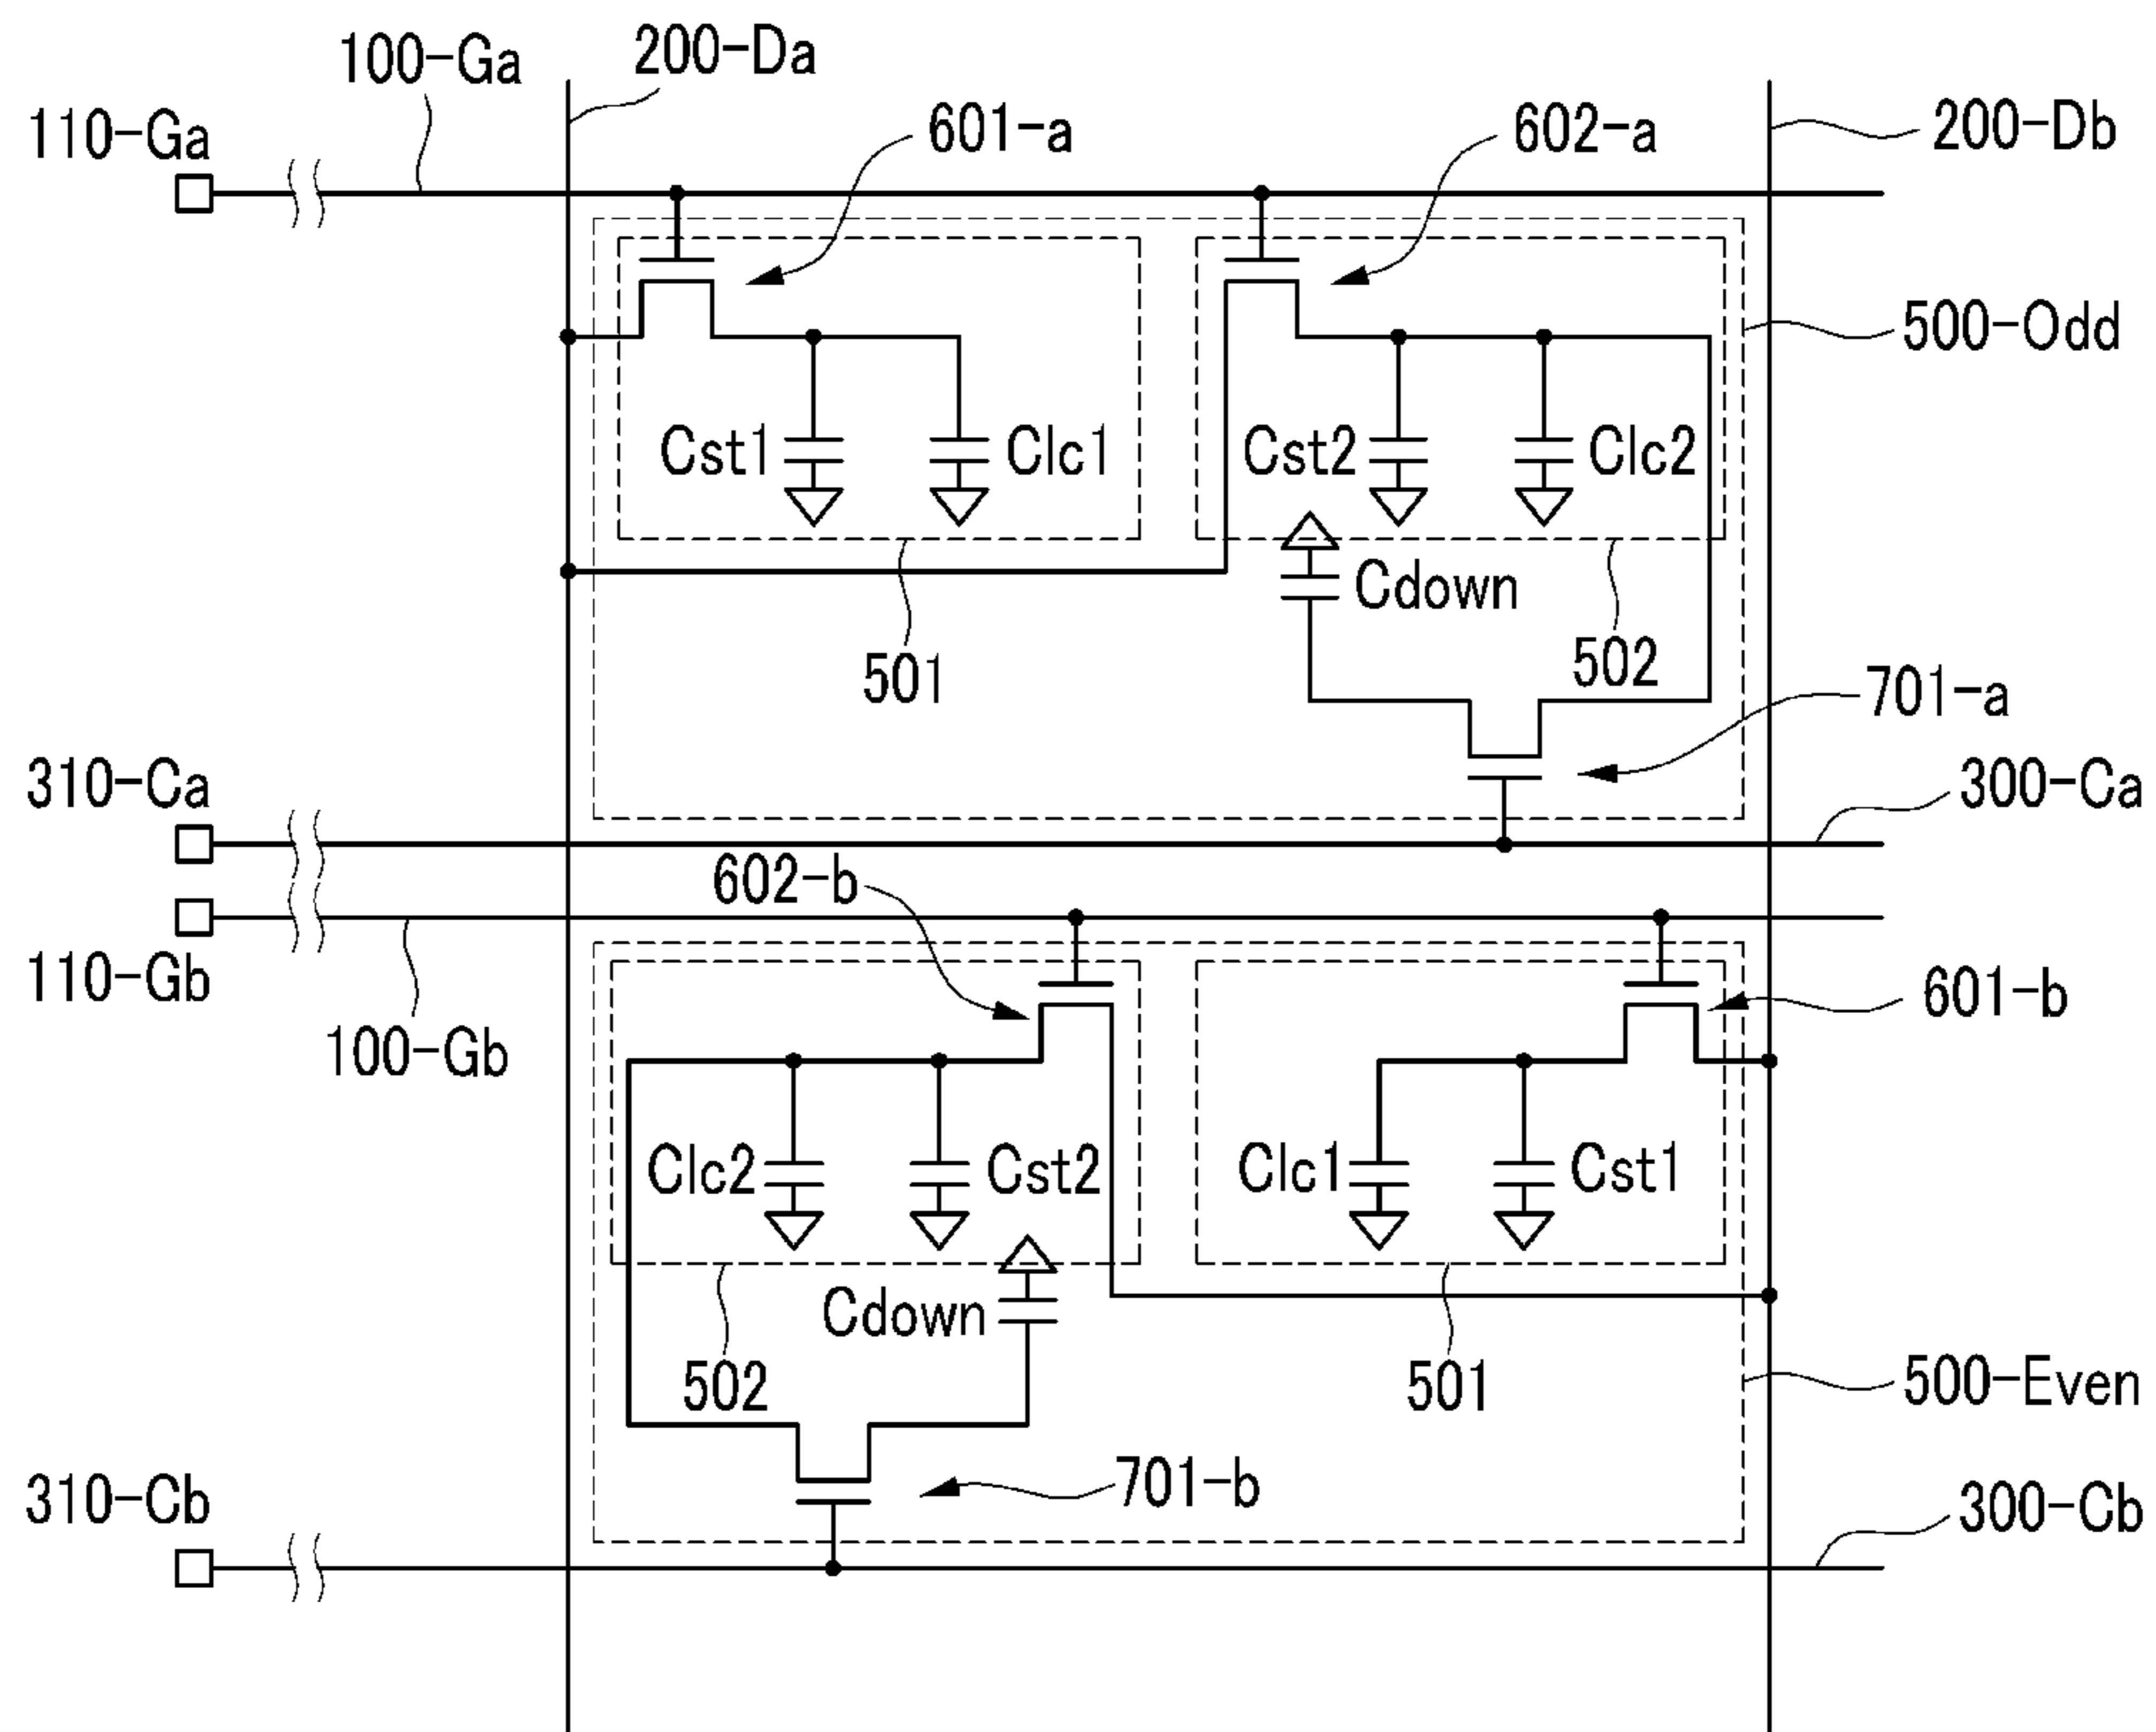 200-Da
100-Ga
110-Ga
601-a
602-a
200-Db
500-Odd
Cst1
Clc1
Cst2
Clc2
Cdown
501
502
701-a
310-Ca
300-Ca
602-b
110-Gb
601-b
100-Gb
Clc2
Cst2
Clc1
Cst1
Cdown
502
501
500-Even
701-b
310-Cb
300-Cb